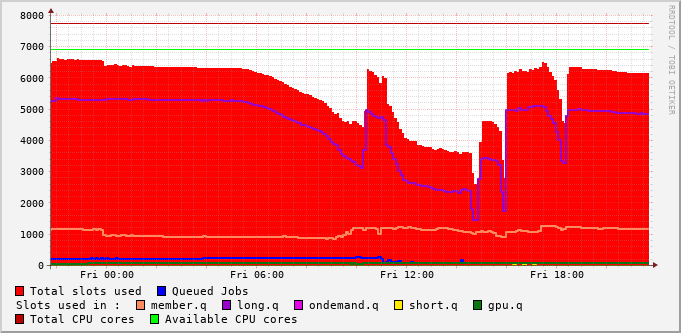 8000
7000
6000
5000
4000
3000
2000
1000
0
Fri 00:00 Fri 06:00 Fri 12:00 Fri 18:00
RRDTOOL / TOBI OETIKER
Total slots used Queued Jobs
Slots used in : member.q long.q ondemand.q short.q gpu.q
Total CPU cores Available CPU cores